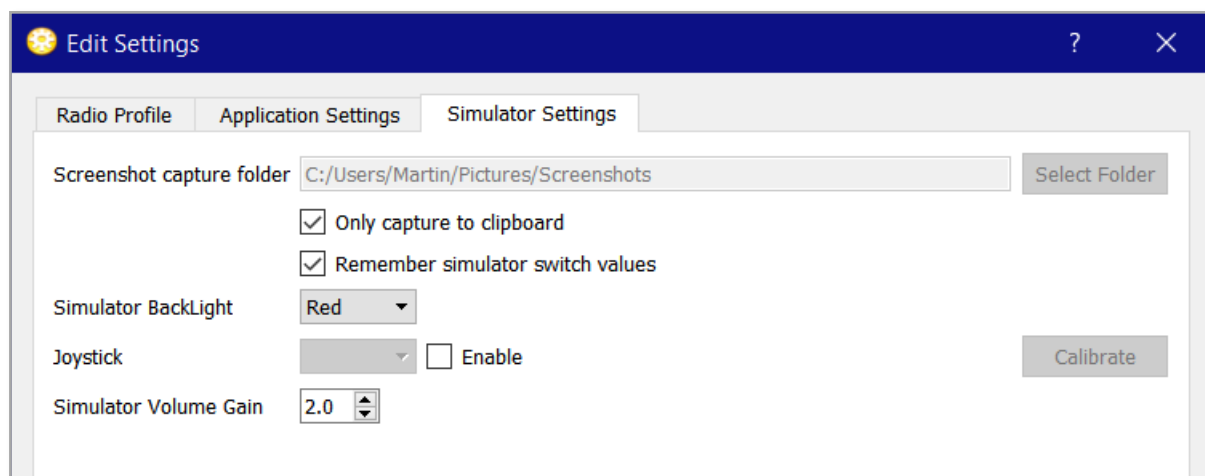 Edit Settings ?
Radio Profile Application Settings Simulator Settings
Screenshot capture folder C:/Users/Martin/Pictures/Screenshots Select Folder
Only capture to clipboard
Remember simulator switch values
Simulator BackLight Red
Joystick Enable Calibrate
Simulator Volume Gain 2.0